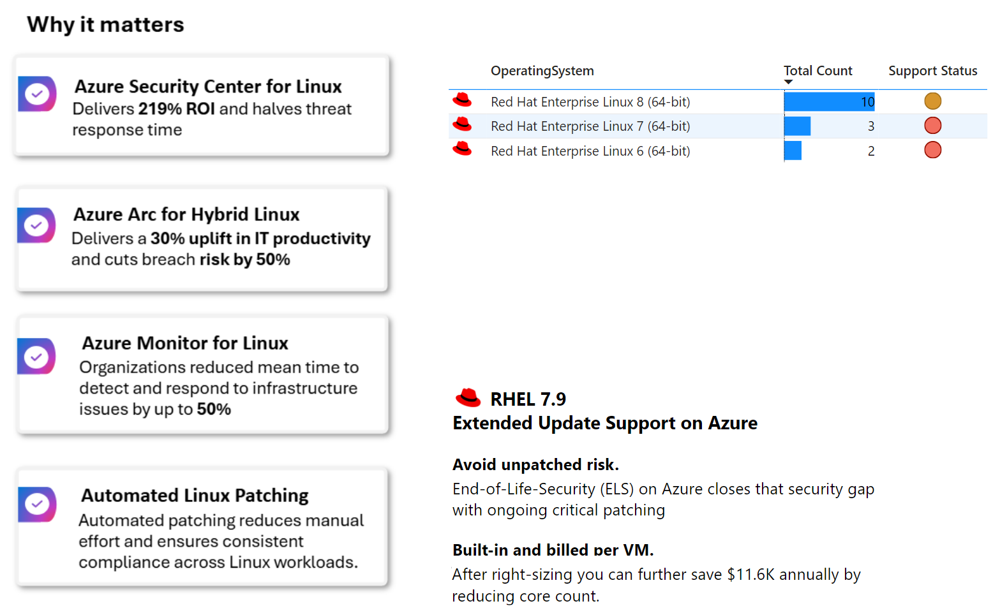 Why it matters
Azure Security Center for Linux
Delivers 219% ROI and halves threat
response time
Azure Arc for Hybrid Linux
Delivers a 30% uplift in IT productivity
and cuts breach risk by 50%
Azure Monitor for Linux
Organizations reduced mean time to
detect and respond to infrastructure
issues by up to 50%
Automated Linux Patching
Automated patching reduces manual
effort and ensures consistent
compliance across Linux workloads.
OperatingSystem Total Count Support Status
Red Hat Enterprise Linux 8 (64-bit) 10
Red Hat Enterprise Linux 7 (64-bit) 3
Red Hat Enterprise Linux 6 (64-bit) 2
RHEL 7.9
Extended Update Support on Azure
Avoid unpatched risk.
End-of-Life-Security (ELS) on Azure closes that security gap
with ongoing critical patching
Built-in and billed per VM.
After right-sizing you can further save $11.6K annually by
reducing core count.